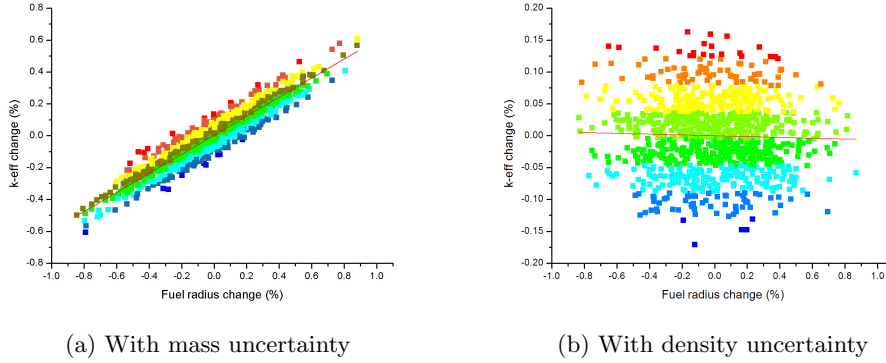 0.8
0.6
0.4
0.2
0.0
-0.2
-0.4
-0.6
-0.8
k-eff change (%)
-1.0 -0.8 -0.6 -0.4 -0.2 0.0 0.2 0.4 0.6 0.8 1.0
Fuel radius change (%)
(a) With mass uncertainty
0.20
0.15
0.10
0.05
0.00
-0.05
-0.10
-0.15
-0.20
k-eff change (%)
-1.0 -0.8 -0.6 -0.4 -0.2 0.0 0.2 0.4 0.6 0.8 1.0
Fuel radius change (%)
(b) With density uncertainty